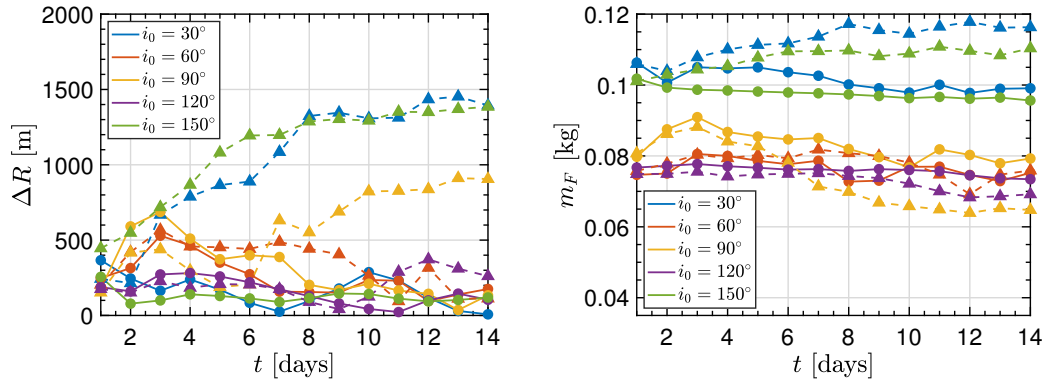 2000
1500
1000
500
0
ΔR [m]
i₀ = 30°
i₀ = 60°
i₀ = 90°
i₀ = 120°
i₀ = 150°
2 4 6 8 10 12 14
t [days]
0.12
0.1
0.08
0.06
0.04
m_F [kg]
i₀ = 30°
i₀ = 60°
i₀ = 90°
i₀ = 120°
i₀ = 150°
2 4 6 8 10 12 14
t [days]